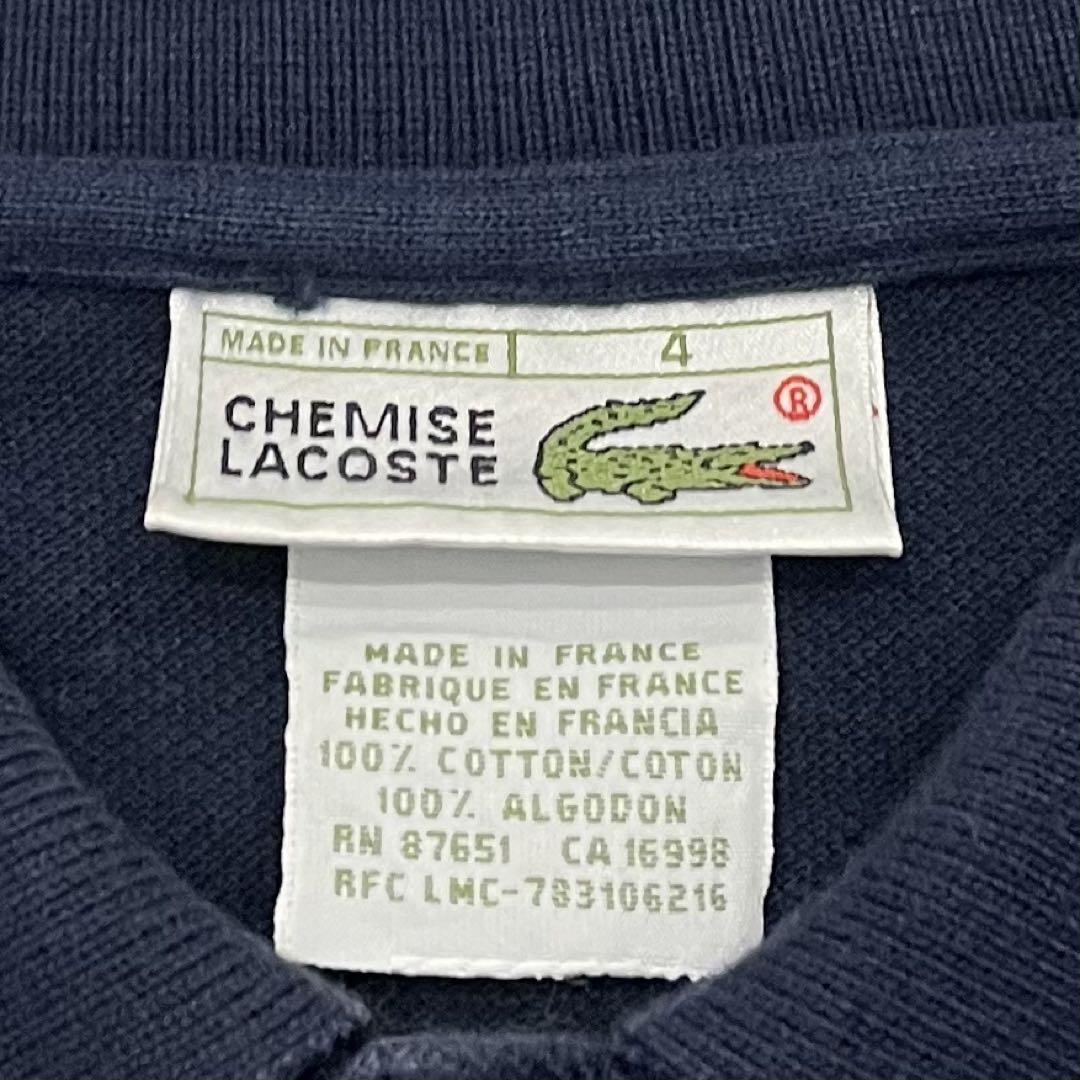 MADE IN FRANCE 4
CHEMISE
LACOSTE
®
MADE IN FRANCE
FABRIQUE EN FRANCE
HECHO EN FRANCIA
100% COTTON/COTON
100% ALGODON
RN 87651 CA 16998
RFC LMC-783106216